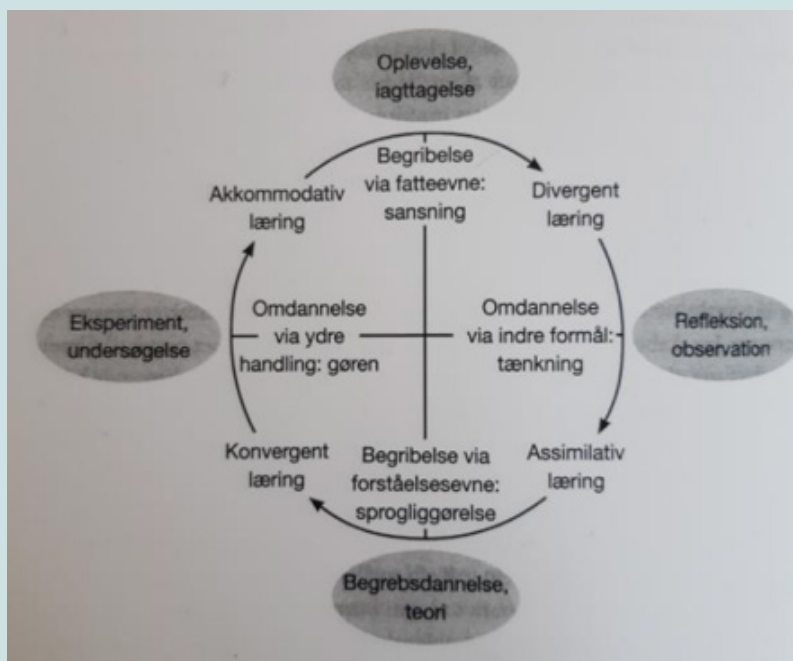 Oplevelse,
iagttagelse
Begribelse
via fatteevne:
sansning
Akkommodativ
læring
Divergent
læring
Eksperiment,
undersøgelse
Omdannelse
via ydre
handling: gøren
Omdannelse
via indre formål:
tænkning
Refleksion,
observation
Konvergent
læring
Begribelse via
forståelsesevne:
sprogliggørelse
Assimilativ
læring
Begrebsdannelse,
teori